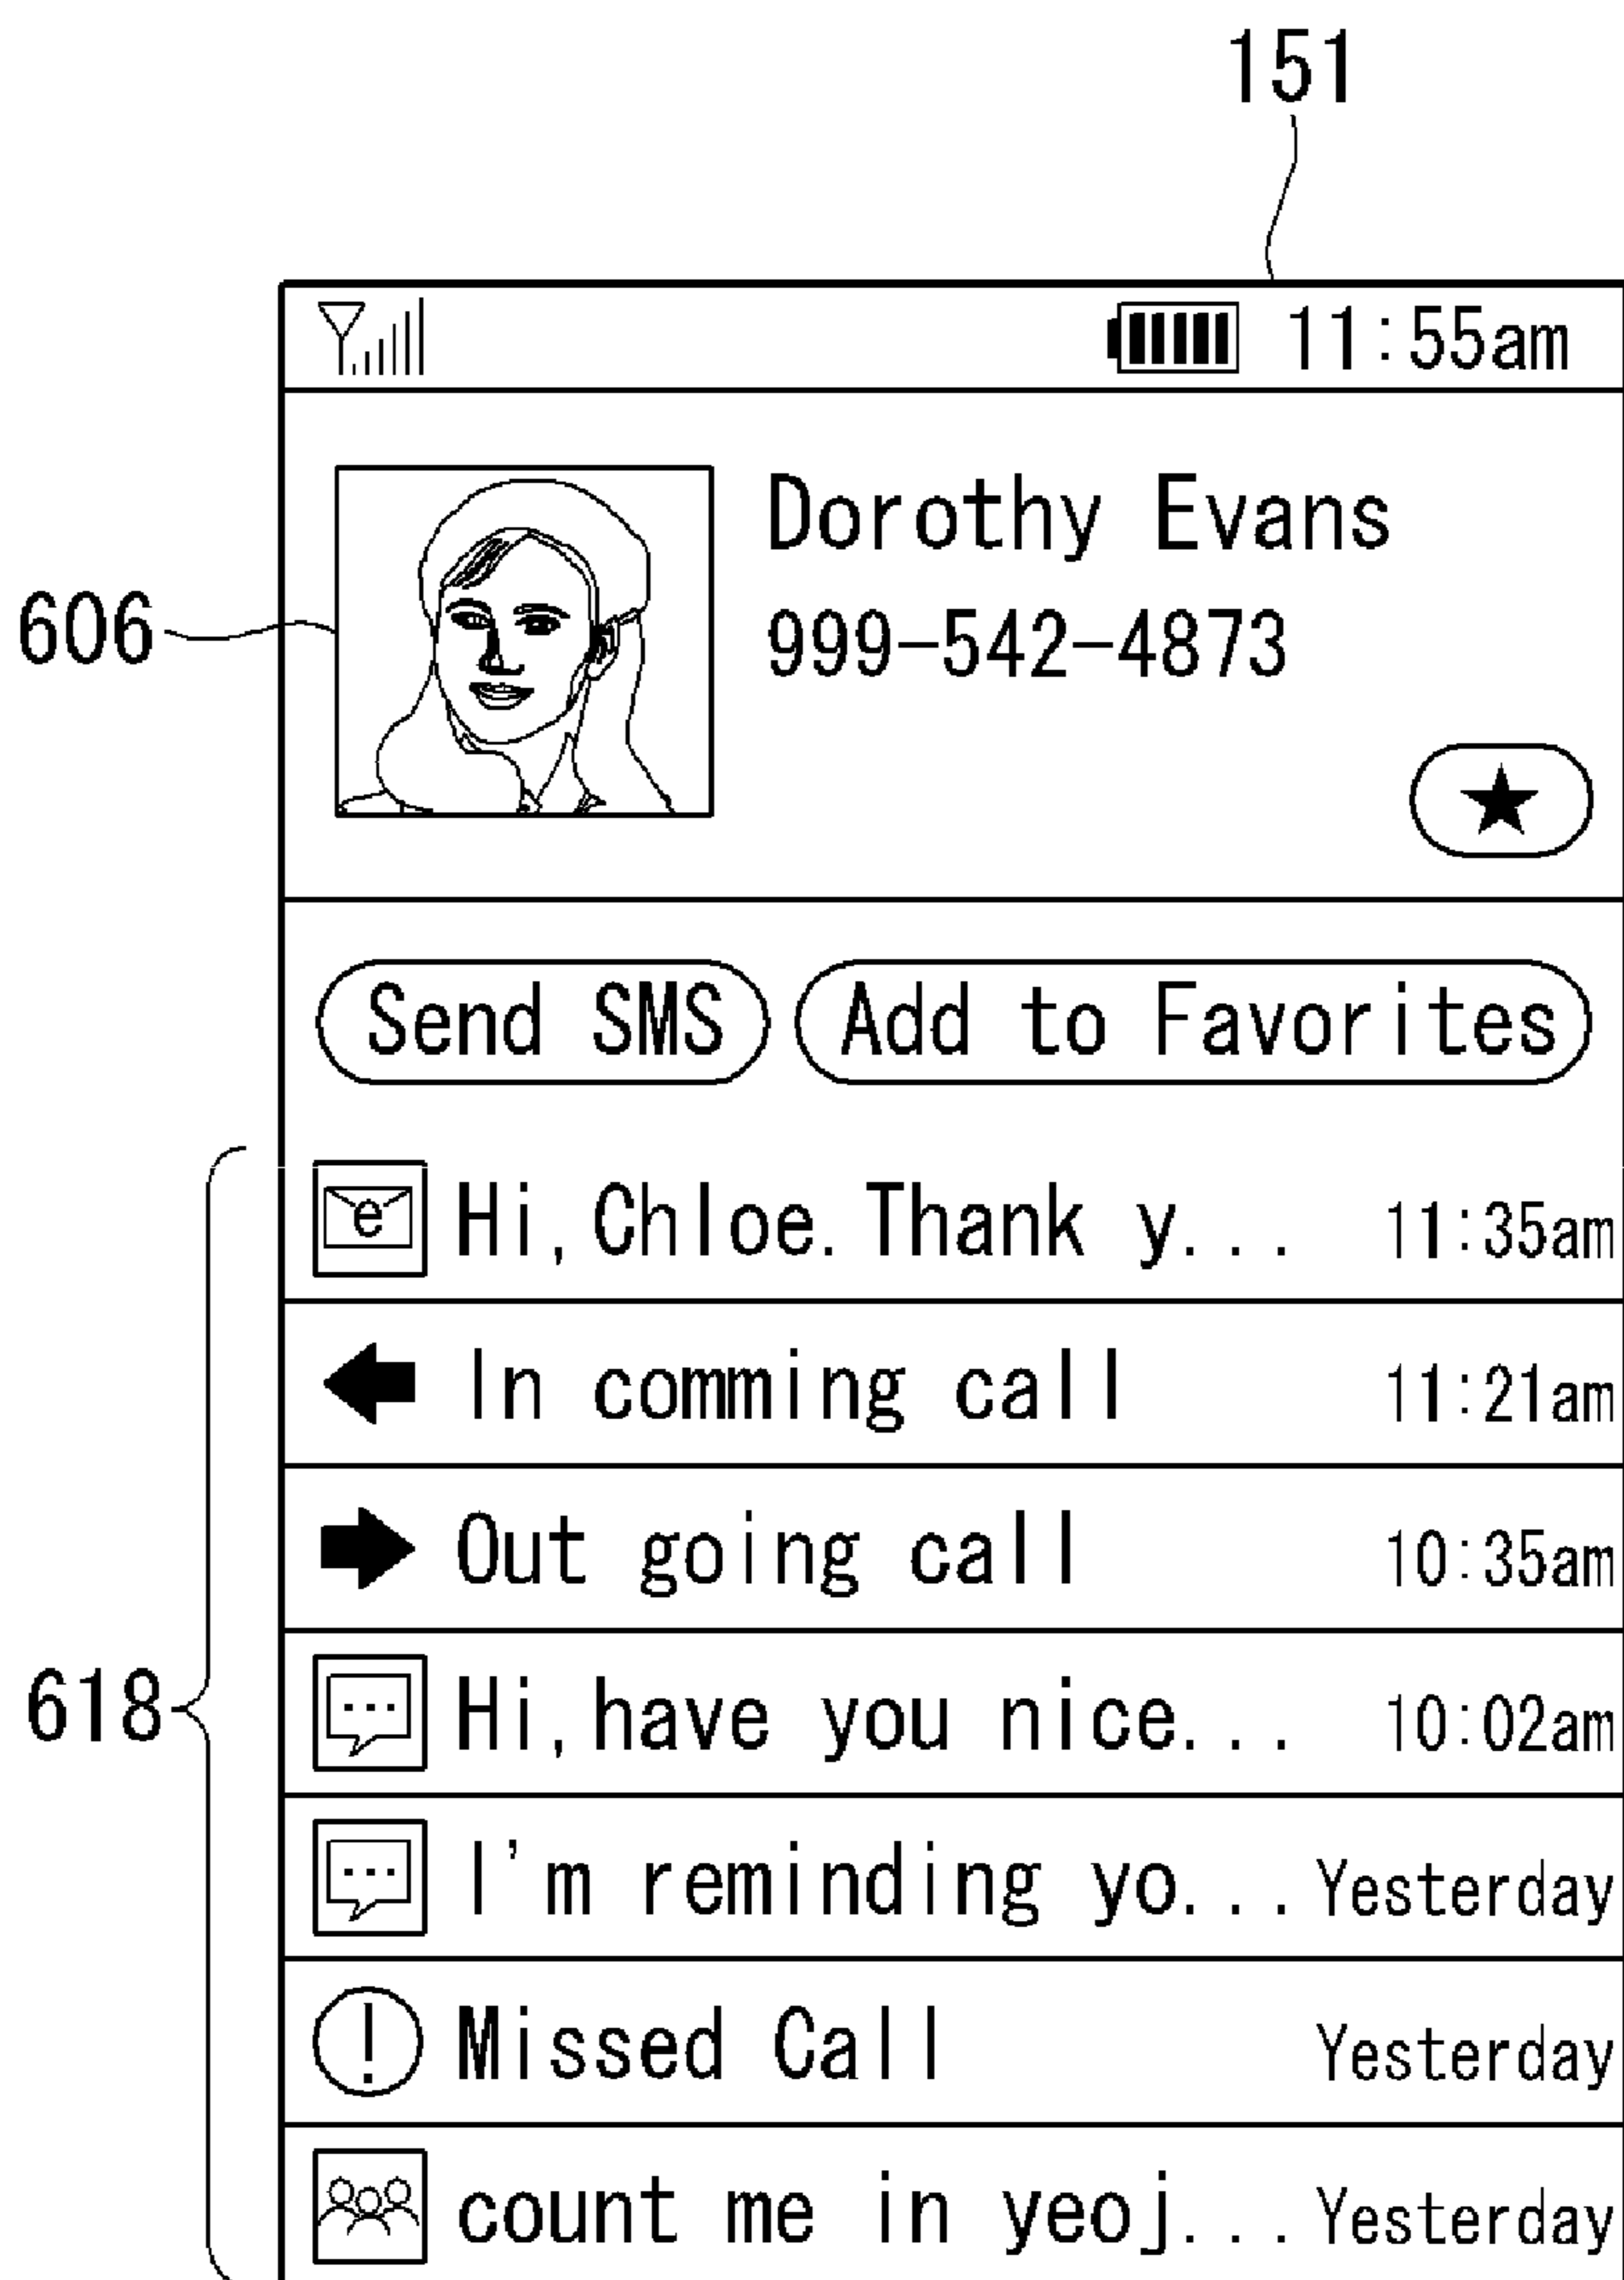 151
11:55am
606
Dorothy Evans
999-542-4873
★
Send SMS Add to Favorites
618
Hi, Chloe. Thank y... 11:35am
In comming call 11:21am
Out going call 10:35am
Hi, have you nice... 10:02am
I'm reminding yo... Yesterday
Missed Call Yesterday
count me in yeoj... Yesterday